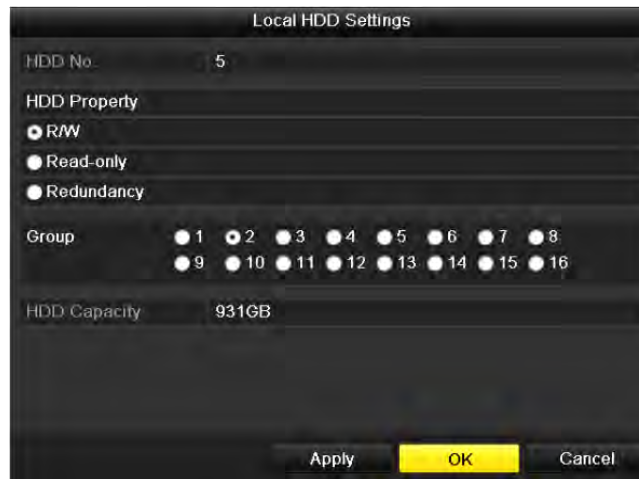 Local HDD Settings
HDD No. 5
HDD Property
R/W
Read-only
Redundancy
Group 1 2 3 4 5 6 7 8
9 10 11 12 13 14 15 16
HDD Capacity 931GB
Apply OK Cancel